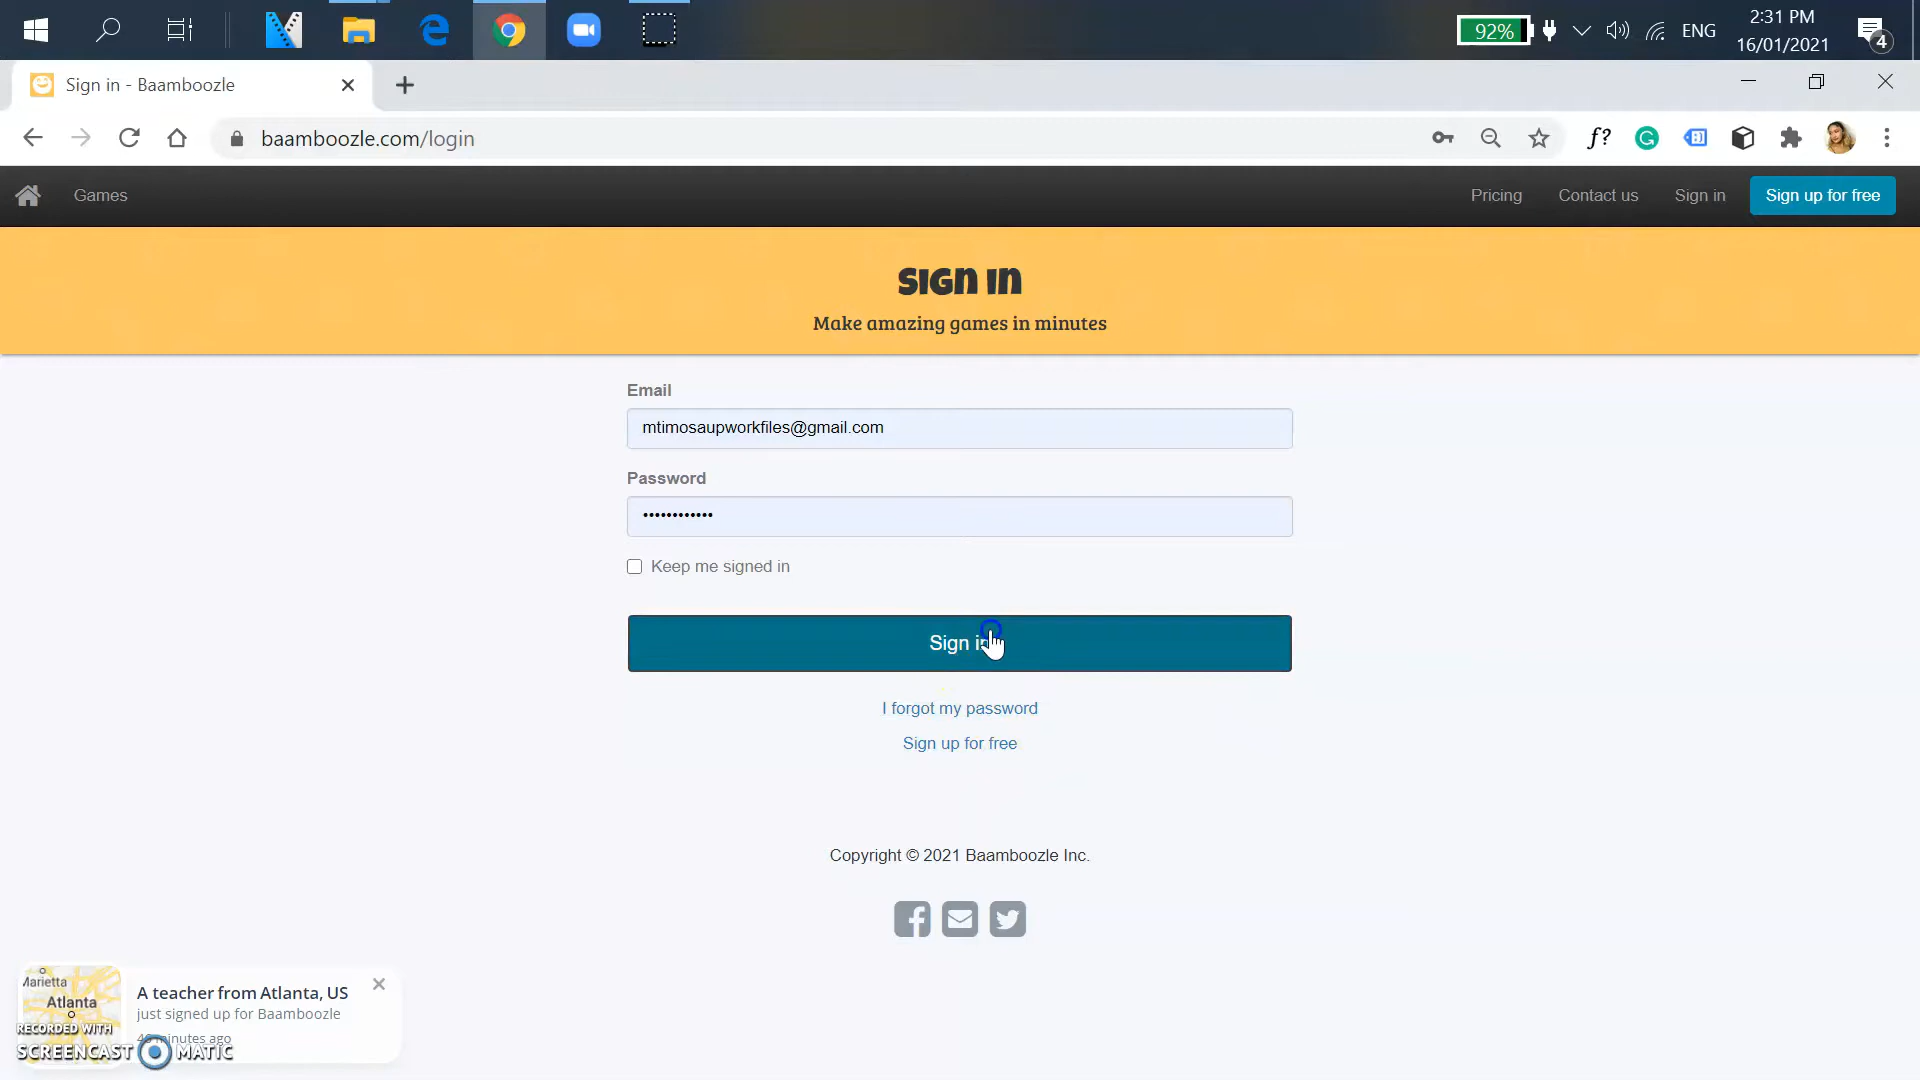 92%
ENG
2:31 PM
16/01/2021
4
Sign in - Baamboozle
baamboozle.com/login
f?
Games
Pricing
Contact us
Sign in
Sign up for free
Sign in
Make amazing games in minutes
Email
mtimosaupworkfiles@gmail.com
Password
••••••••••••
Keep me signed in
Sign in
I forgot my password
Sign up for free
Copyright © 2021 Baamboozle Inc.
Marietta
Atlanta
A teacher from Atlanta, US
just signed up for Baamboozle
minutes ago
RECORDED WITH
SCREENCAST MATIC